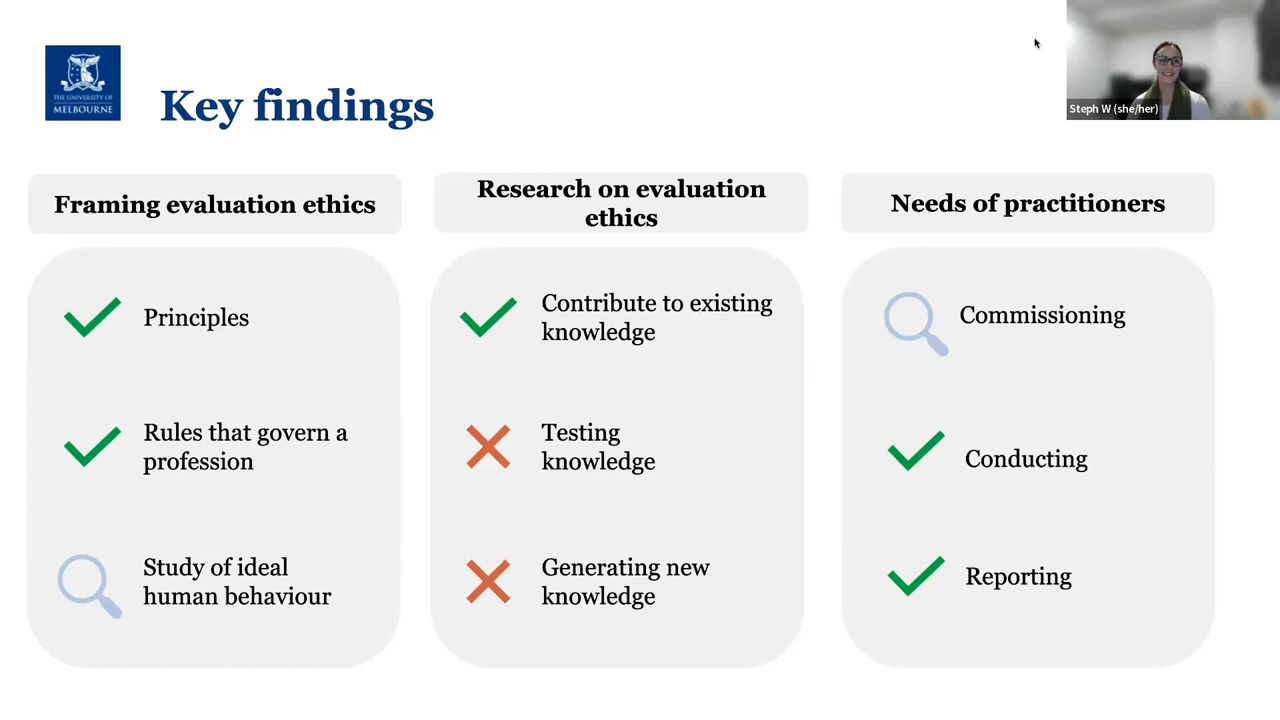 THE UNIVERSITY OF
MELBOURNE
Key findings
Steph W (she/her)
Framing evaluation ethics
Principles
Rules that govern a
profession
Study of ideal
human behaviour
Research on evaluation
ethics
Contribute to existing
knowledge
Testing
knowledge
Generating new
knowledge
Needs of practitioners
Commissioning
Conducting
Reporting